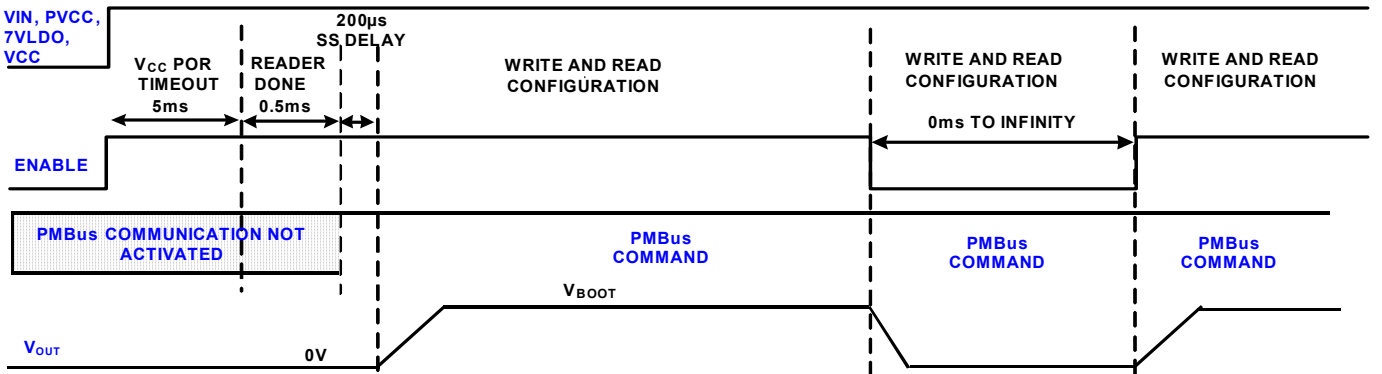 VIN, PVCC,
7VLDO,
VCC
200µs
SS DELAY
VCC POR
TIMEOUT
5ms
READER
DONE
0.5ms
WRITE AND READ
CONFIGURATION
WRITE AND READ
CONFIGURATION
WRITE AND READ
CONFIGURATION
0ms TO INFINITY
ENABLE
PMBus COMMUNICATION NOT
ACTIVATED
PMBus
COMMAND
PMBus
COMMAND
PMBus
COMMAND
VBOOT
VOUT
0V